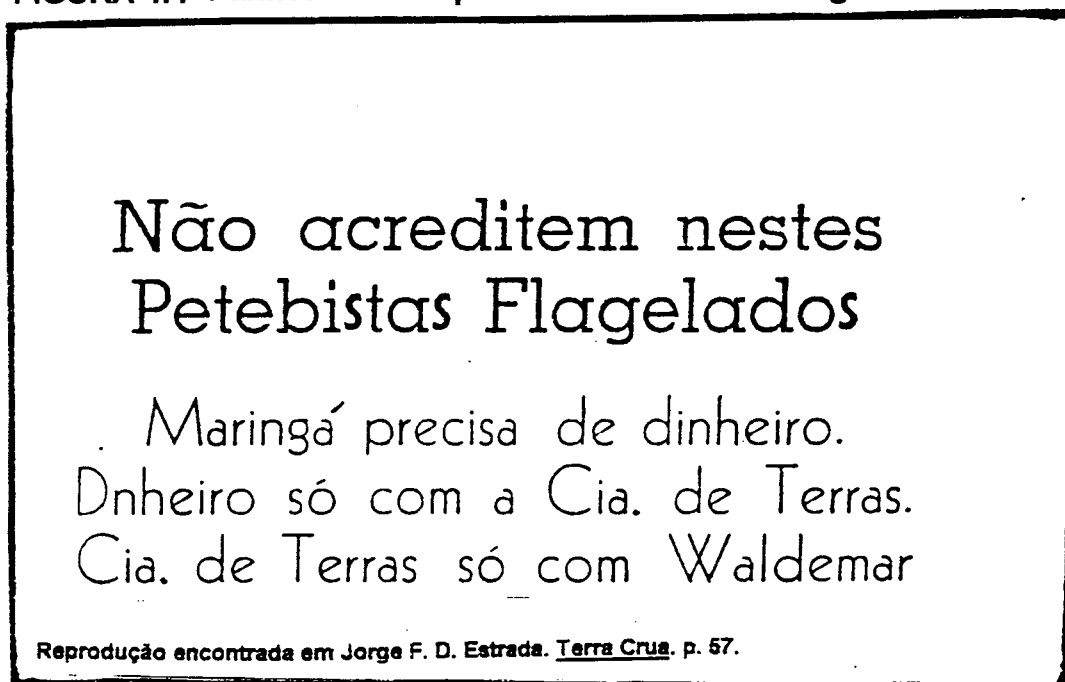 Não acreditem nestes
Petebistas Flagelados
Maringá precisa de dinheiro.
Dnheiro só com a Cia. de Terras.
Cia. de Terras só com Waldemar
Reprodução encontrada em Jorge F. D. Estrada. Terra Crua. p. 57.